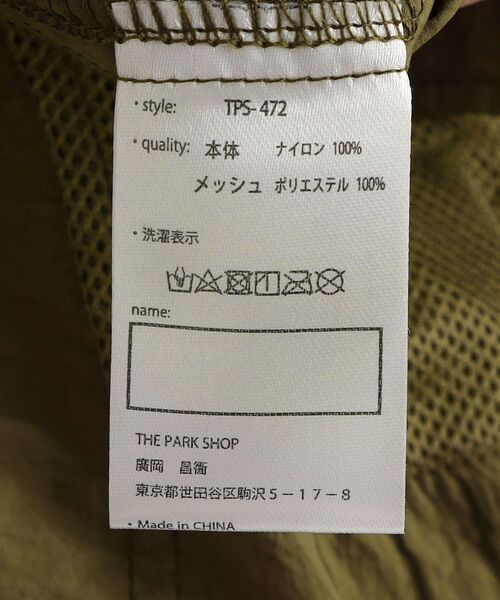 ・style: TPS-472
・quality: 本体 ナイロン 100%
メッシュ ポリエステル 100%
・洗濯表示
name:
THE PARK SHOP
廣岡 昌衞
東京都世田谷区駒沢5-17-8
・Made in CHINA